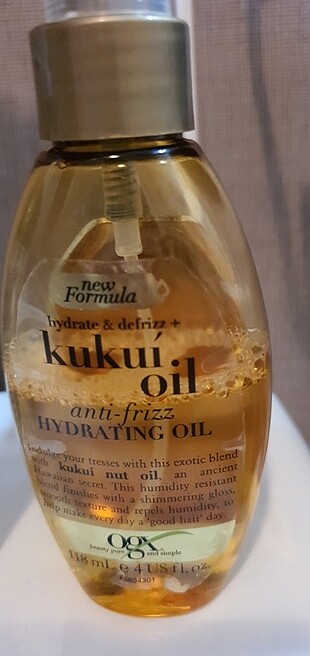 new
Formula
hydrate & defrizz +
kukuí
oil
anti-frizz
HYDRATING OIL
Indulge your tresses with this exotic blend
with kukui nut oil, an ancient
Hawaiian secret. This humidity resistant
blend finishes with a shimmering gloss,
smooth texture and repels humidity, to
help make every day a 'good hair' day.
ogx
beauty pure and simple
118 mL e 4 US fl. oz.